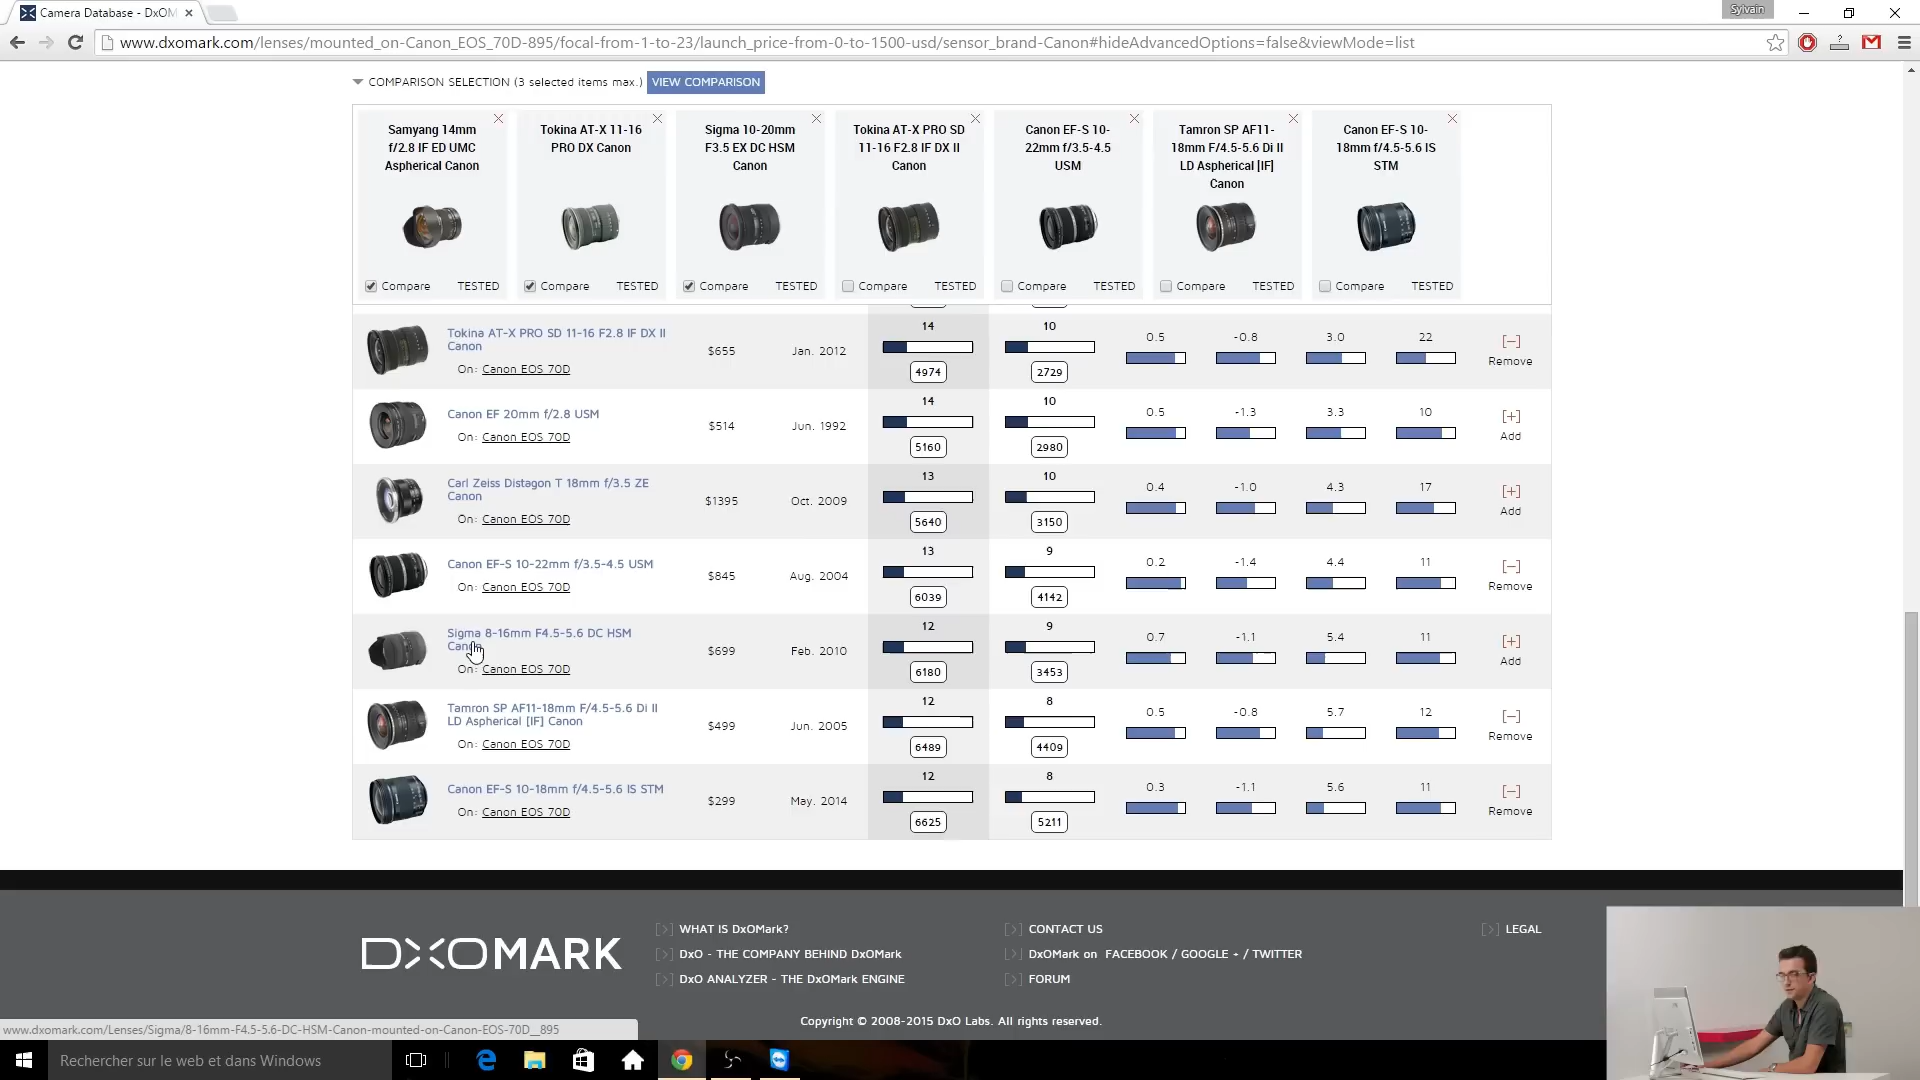 Camera Database - DxOM
Sylvain
www.dxomark.com/lenses/mounted_on-Canon_EOS_70D-895/focal-from-1-to-23/launch_price-from-0-to-1500-usd/sensor_brand-Canon#hideAdvancedOptions=false&viewMode=list
COMPARISON SELECTION (3 selected items max.) VIEW COMPARISON
Samyang 14mm
f/2.8 IF ED UMC
Aspherical Canon
Compare TESTED
Tokina AT-X 11-16
PRO DX Canon
Compare TESTED
Sigma 10-20mm
F3.5 EX DC HSM
Canon
Compare TESTED
Tokina AT-X PRO SD
11-16 F2.8 IF DX II
Canon
Compare TESTED
Canon EF-S 10-
22mm f/3.5-4.5
USM
Compare TESTED
Tamron SP AF11-
18mm F/4.5-5.6 Di II
LD Aspherical [IF]
Canon
Compare TESTED
Canon EF-S 10-
18mm f/4.5-5.6 IS
STM
Compare TESTED
Tokina AT-X PRO SD 11-16 F2.8 IF DX II
Canon
On: Canon EOS 70D
$655 Jan. 2012 14 4974 10 2729 0.5 -0.8 3.0 22 [—] Remove
Canon EF 20mm f/2.8 USM
On: Canon EOS 70D
$514 Jun. 1992 14 5160 10 2980 0.5 -1.3 3.3 10 [+] Add
Carl Zeiss Distagon T 18mm f/3.5 ZE
Canon
On: Canon EOS 70D
$1395 Oct. 2009 13 5640 10 3150 0.4 -1.0 4.3 17 [+] Add
Canon EF-S 10-22mm f/3.5-4.5 USM
On: Canon EOS 70D
$845 Aug. 2004 13 6039 9 4142 0.2 -1.4 4.4 11 [—] Remove
Sigma 8-16mm F4.5-5.6 DC HSM
Canon
On: Canon EOS 70D
$699 Feb. 2010 12 6180 9 3453 0.7 -1.1 5.4 11 [+] Add
Tamron SP AF11-18mm F/4.5-5.6 Di II
LD Aspherical [IF] Canon
On: Canon EOS 70D
$499 Jun. 2005 12 6489 8 4409 0.5 -0.8 5.7 12 [—] Remove
Canon EF-S 10-18mm f/4.5-5.6 IS STM
On: Canon EOS 70D
$299 May. 2014 12 6625 8 5211 0.3 -1.1 5.6 11 [—] Remove
DXOMARK
[>] WHAT IS DxOMark?
[>] DxO - THE COMPANY BEHIND DxOMark
[>] DxO ANALYZER - THE DxOMark ENGINE
[>] CONTACT US
[>] DxOMark on FACEBOOK / GOOGLE + / TWITTER
[>] FORUM
[>] LEGAL
Copyright © 2008-2015 DxO Labs. All rights reserved.
www.dxomark.com/Lenses/Sigma/8-16mm-F4.5-5.6-DC-HSM-Canon-mounted-on-Canon-EOS-70D__895
Rechercher sur le web et dans Windows